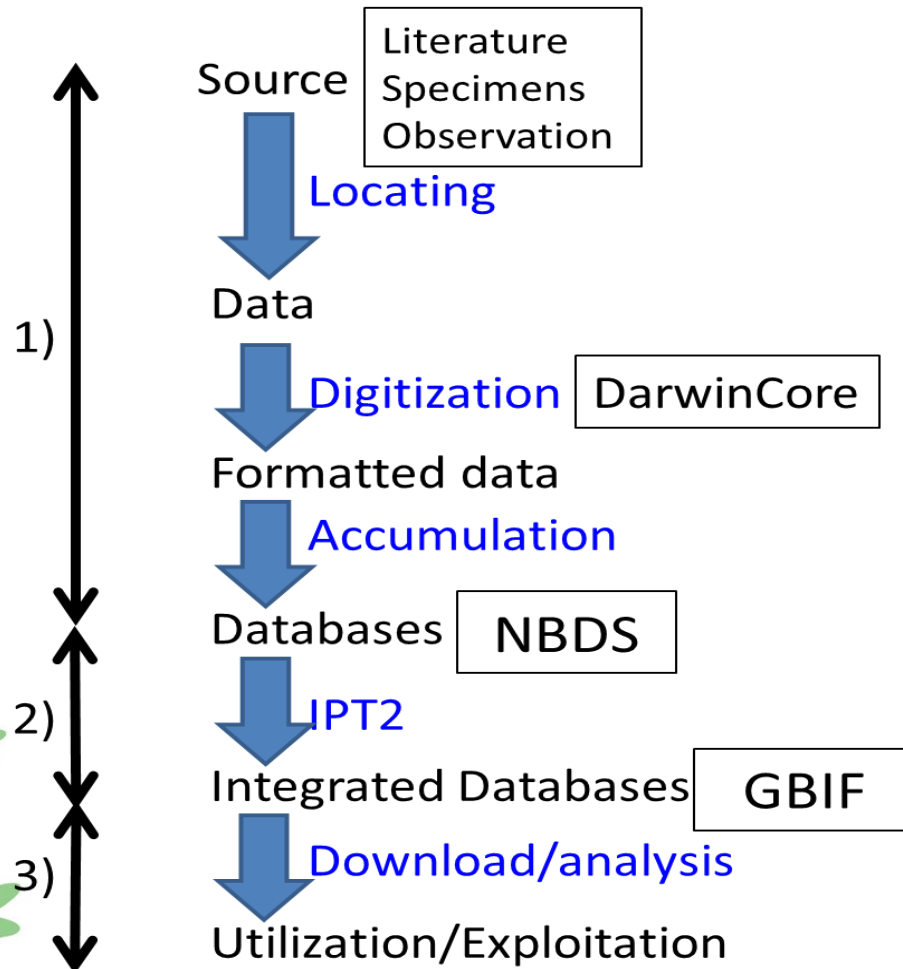 Source
Literature
Specimens
Observation
Locating
Data
1)
Digitization
DarwinCore
Formatted data
Accumulation
Databases
NBDS
2)
IPT2
Integrated Databases
GBIF
3)
Download/analysis
Utilization/Exploitation